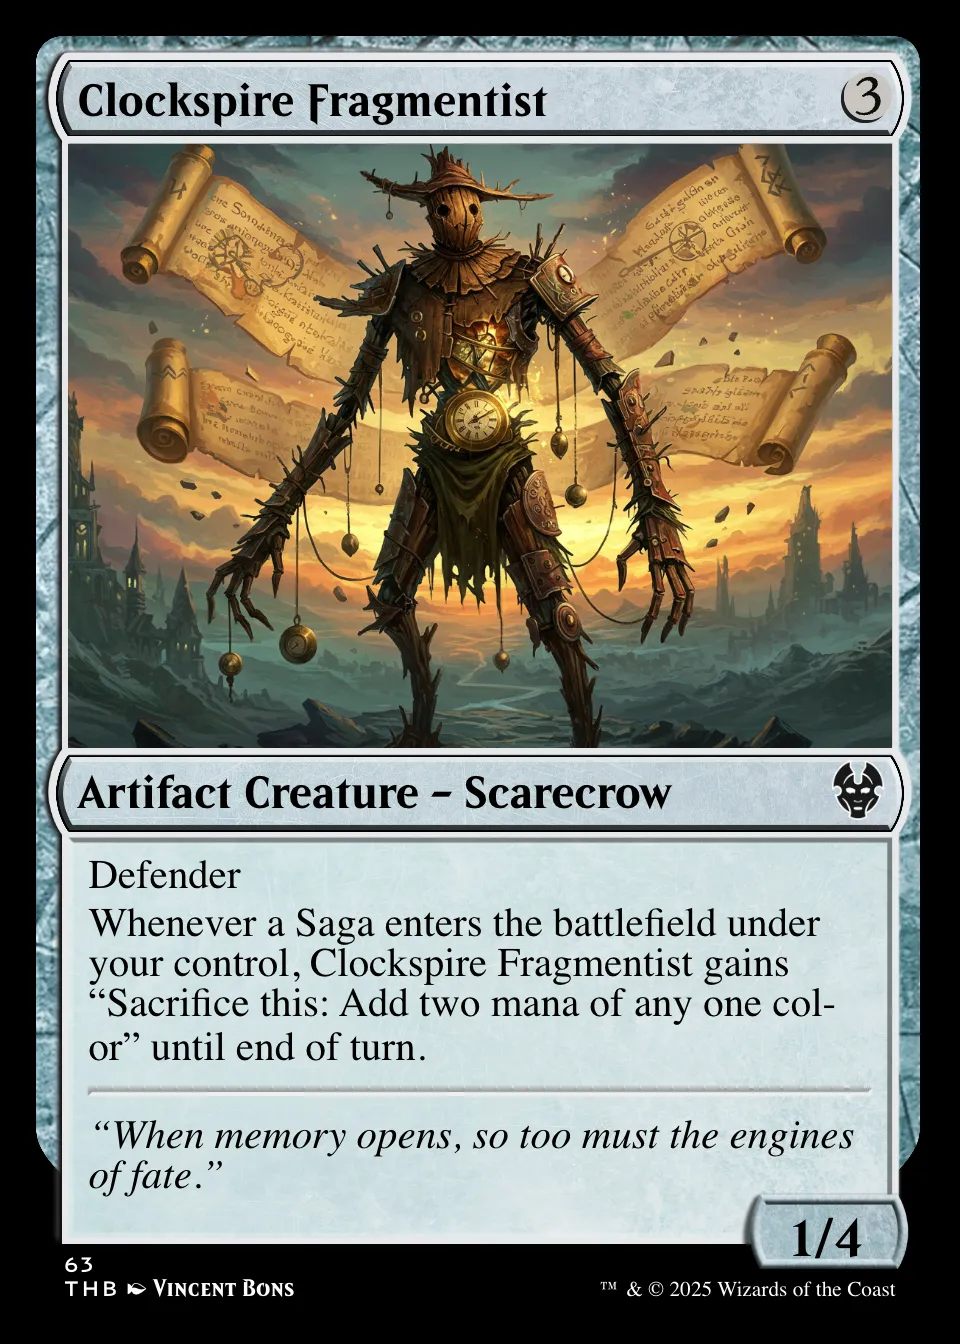 Clockspire Fragmentist
3
Artifact Creature – Scarecrow
Defender
Whenever a Saga enters the battlefield under
your control, Clockspire Fragmentist gains
“Sacrifice this: Add two mana of any one col-
or” until end of turn.
“When memory opens, so too must the engines
of fate.”
1/4
63
THB VINCENT BONS
™ & © 2025 Wizards of the Coast